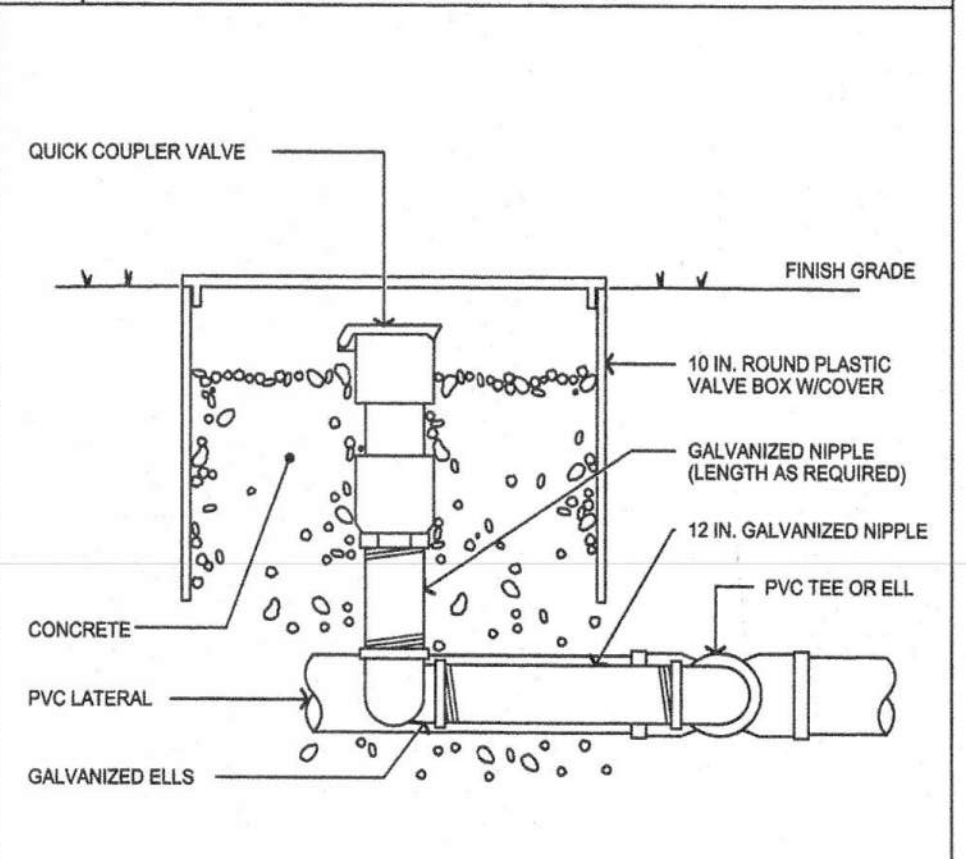 QUICK COUPLER VALVE
FINISH GRADE
10 IN. ROUND PLASTIC
VALVE BOX W/COVER
GALVANIZED NIPPLE
(LENGTH AS REQUIRED)
12 IN. GALVANIZED NIPPLE
PVC TEE OR ELL
CONCRETE
PVC LATERAL
GALVANIZED ELLS